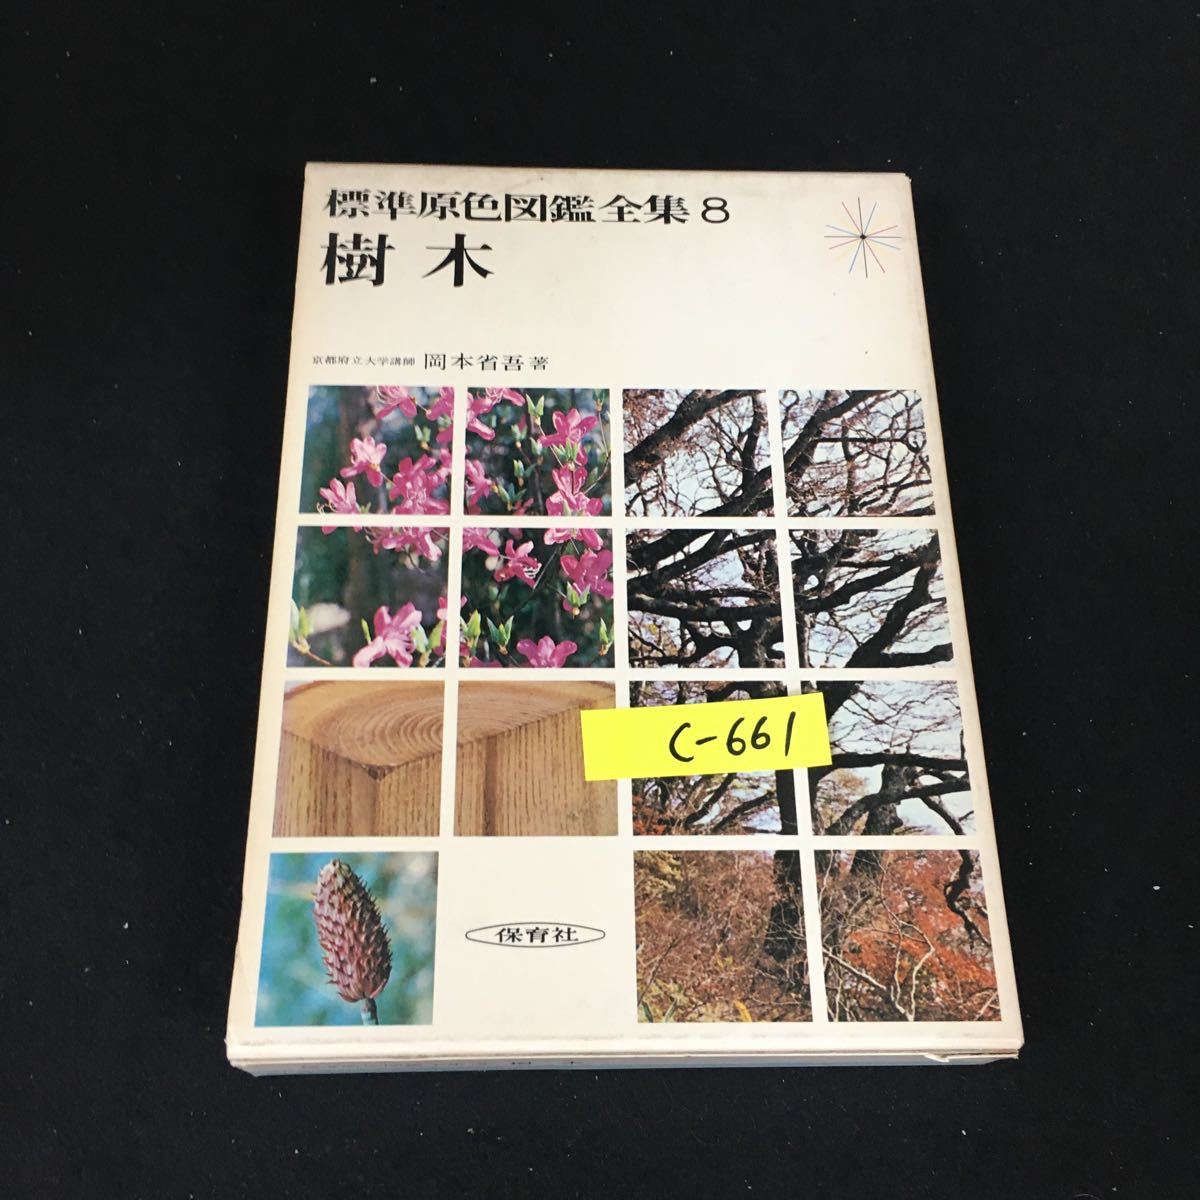 標準原色図鑑全集8
樹木
京都府立大学講師 岡本省吾著
C-661
保育社